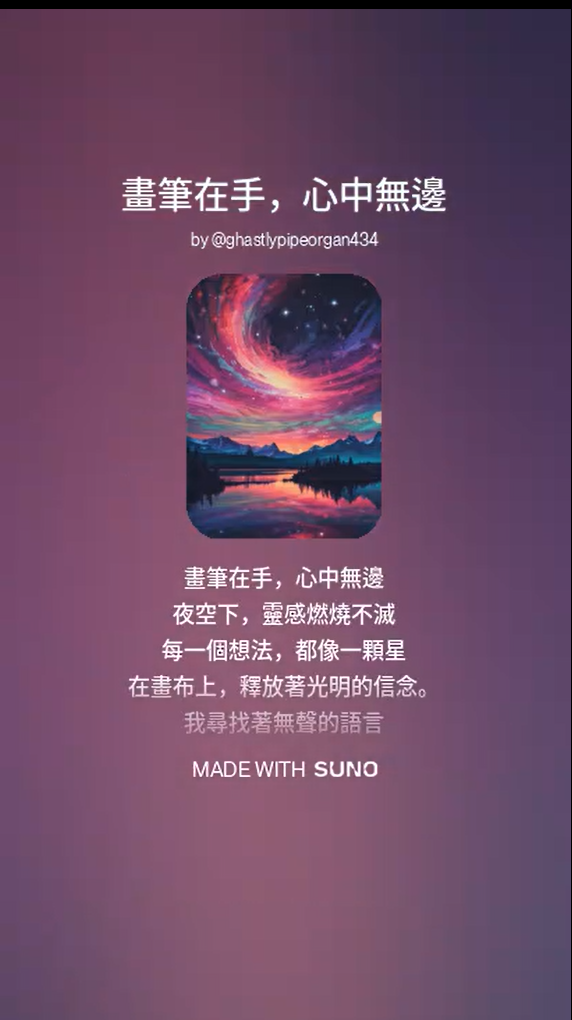 畫筆在手，心中無邊
by @ghastlypipeorgan434
畫筆在手，心中無邊
夜空下，靈感燃燒不滅
每一個想法，都像一顆星
在畫布上，釋放著光明的信念。
我尋找著無聲的語言
MADE WITH SUNO